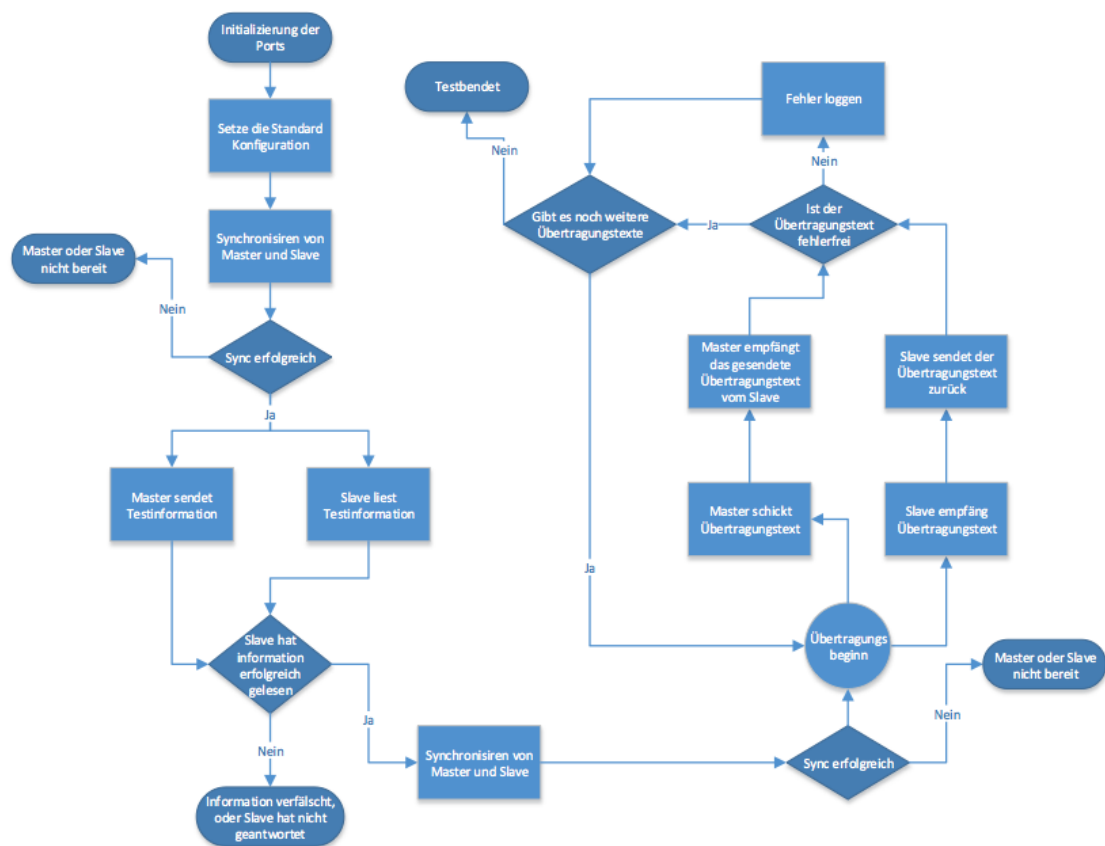 Initializierung der
Ports
Setze die Standard
Konfiguration
Synchronisiren von
Master und Slave
Master oder Slave
nicht bereit
Nein
Sync erfolgreich
Ja
Master sendet
Testinformation
Slave liest
Testinformation
Slave hat
information
erfolgreich
gelesen
Nein
Information verfälscht,
oder Slave hat nicht
geantwortet
Ja
Synchronisiren von
Master und Slave
Sync erfolgreich
Nein
Master oder Slave
nicht bereit
Übertragungs
beginn
Master schickt
Übertragungstext
Slave empfäng
Übertragungstext
Master empfängt
das gesendete
Übertragungstext
vom Slave
Slave sendet der
Übertragungstext
zurück
Ist der
Übertragungstext
fehlerfrei
Nein
Fehler loggen
Ja
Gibt es noch weitere
Übertragungstexte
Nein
Testbendet
Ja